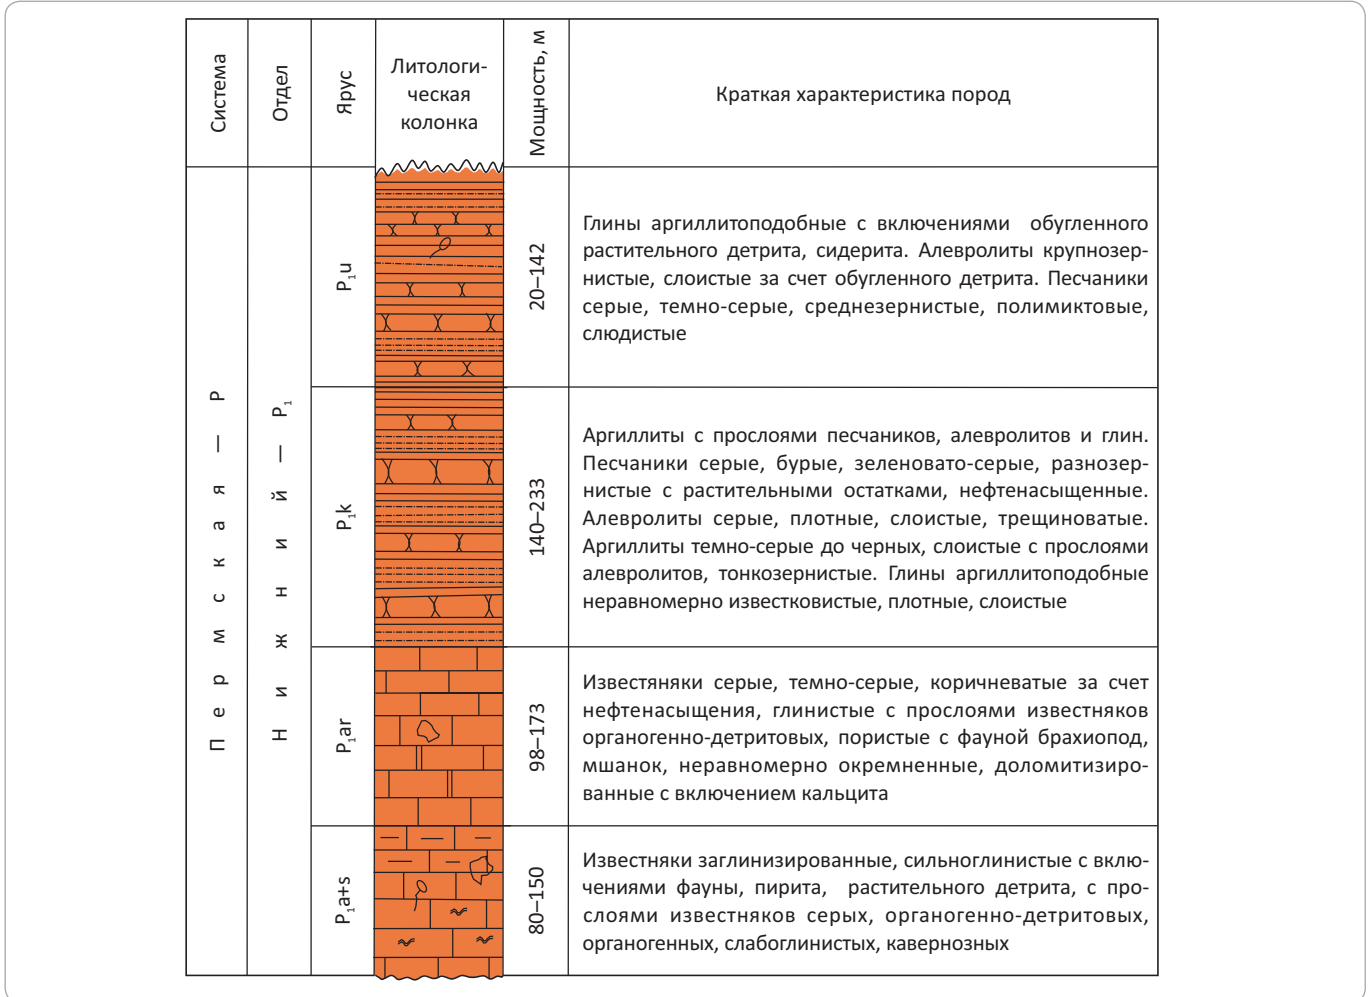 Система
Отдел
Ярус
Литологи-
ческая
колонка
Мощность, м
Краткая характеристика пород
Пермская — P
Нижний — P₁
P₁u
20–142
Глины аргиллитоподобные с включениями обугленного
растительного детрита, сидерита. Алевролиты крупнозер-
нистые, слоистые за счет обугленного детрита. Песчаники
серые, темно-серые, среднезернистые, полимиктовые,
слюдистые
P₁k
140–233
Аргиллиты с прослоями песчаников, алевролитов и глин.
Песчаники серые, бурые, зеленовато-серые, разнозер-
нистые с растительными остатками, нефтенасыщенные.
Алевролиты серые, плотные, слоистые, трещиноватые.
Аргиллиты темно-серые до черных, слоистые с прослоями
алевролитов, тонкозернистые. Глины аргиллитоподобные
неравномерно известковистые, плотные, слоистые
P₁ar
98–173
Известяняки серые, темно-серые, коричневатые за счет
нефтенасыщения, глинистые с прослоями известняков
органогенно-детритовых, пористые с фауной брахиопод,
мшанок, неравномерно окремненные, доломитизиро-
ванные с включением кальцита
P₁a+s
80–150
Известняки заглинизированные, сильноглинистые с вклю-
чениями фауны, пирита, растительного детрита, с про-
слоями известняков серых, органогенно-детритовых,
органогенных, слабоглинистых, кавернозных